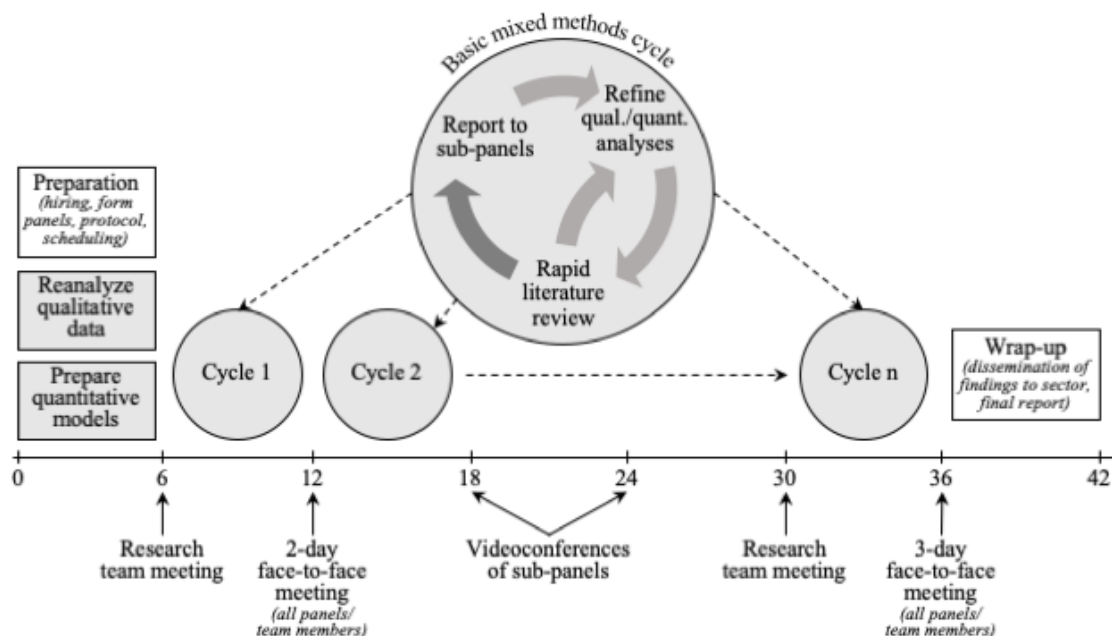 Basic mixed methods cycle
Refine
qual./quant.
analyses
Report to
sub-panels
Rapid
literature
review
Preparation
(hiring, form
panels, protocol,
scheduling)
Reanalyze
qualitative
data
Prepare
quantitative
models
Cycle 1
Cycle 2
Cycle n
Wrap-up
(dissemination of
findings to sector,
final report)
0
6
12
18
24
30
36
42
Research
team meeting
2-day
face-to-face
meeting
(all panels/
team members)
Videoconferences
of sub-panels
Research
team meeting
3-day
face-to-face
meeting
(all panels/
team members)